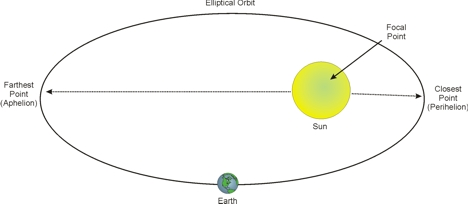 Elliptical Orbit
Focal
Point
Farthest
Point
(Aphelion)
Closest
Point
(Perihelion)
Sun
Earth